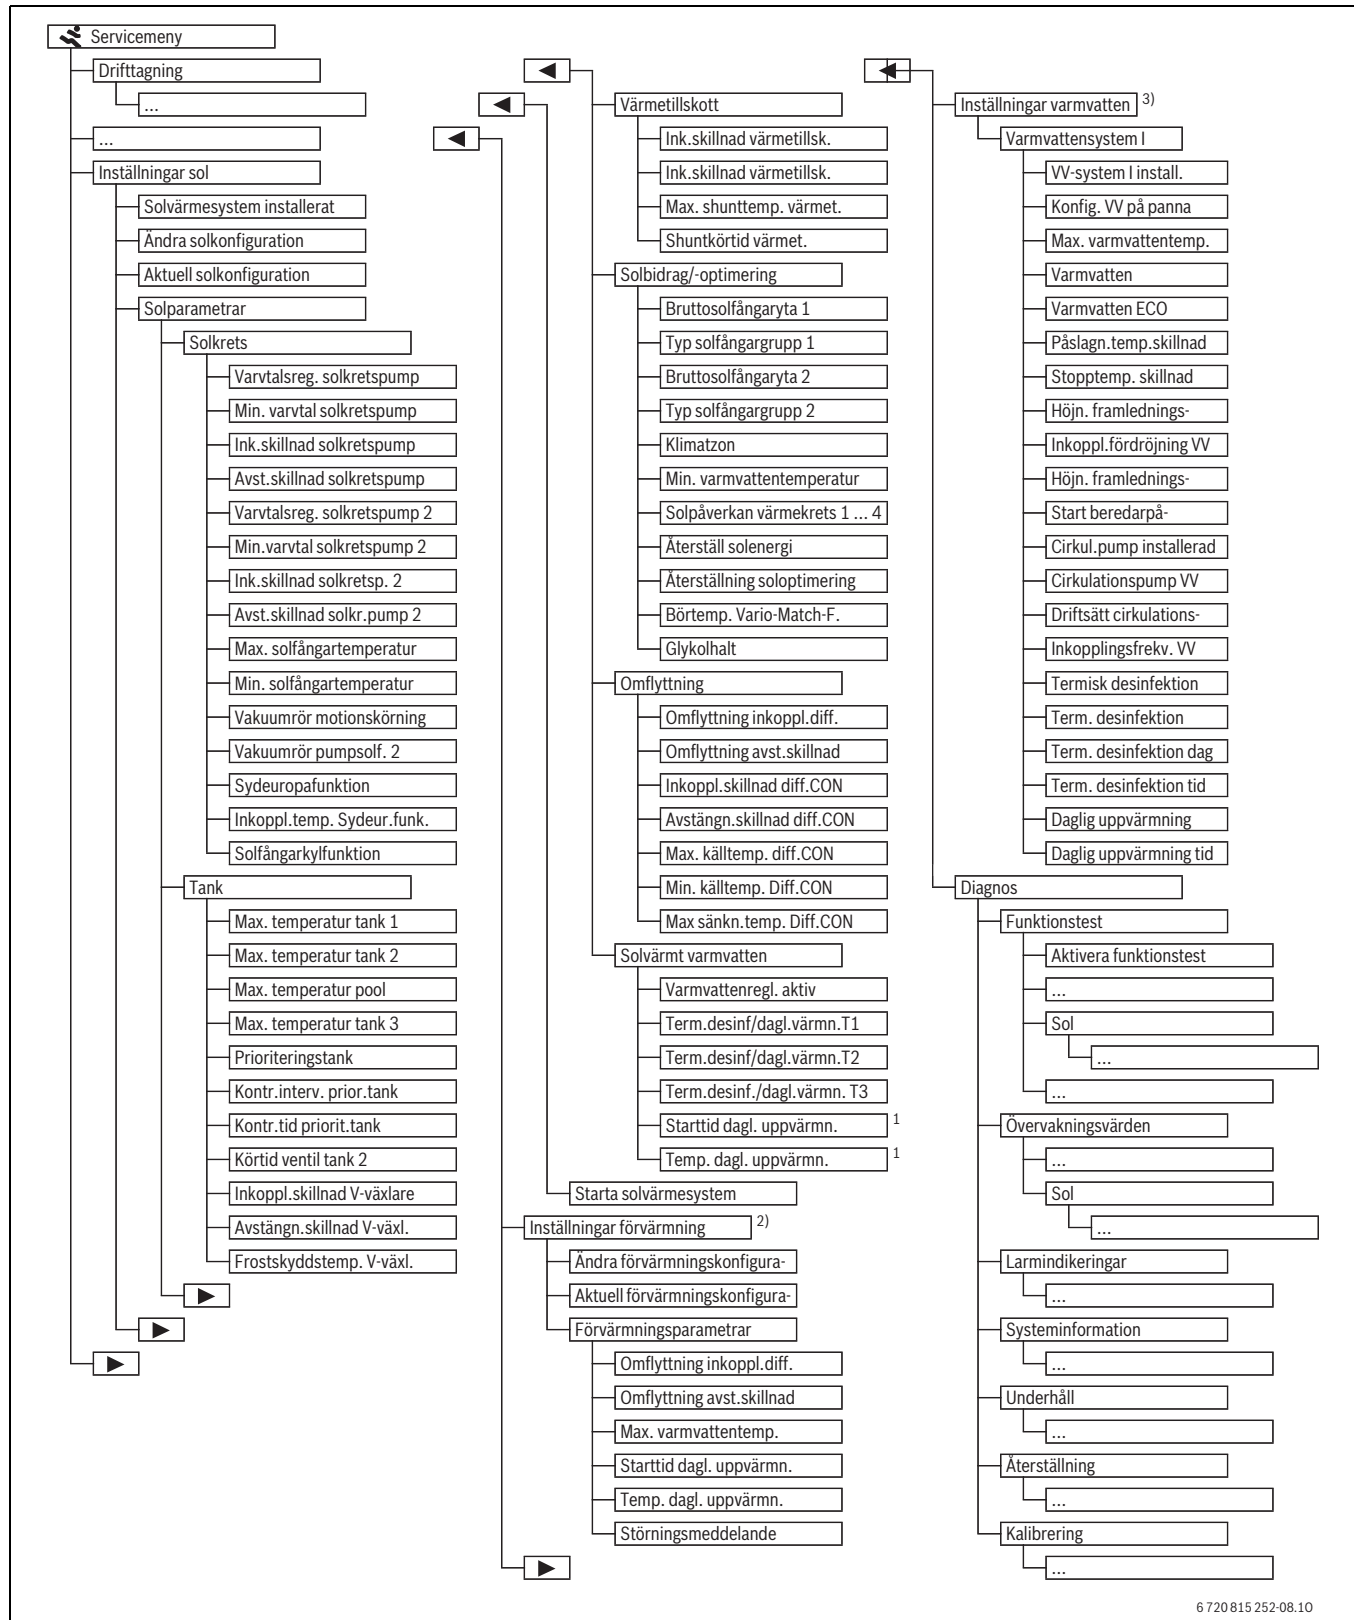 Servicemeny
Drifttagning
...
...
Inställningar sol
Solvärmesystem installerat
Ändra solkonfiguration
Aktuell solkonfiguration
Solparametrar
Solkrets
Varvtalsreg. solkretspump
Min. varvtal solkretspump
Ink.skillnad solkretspump
Avst.skillnad solkretspump
Varvtalsreg. solkretspump 2
Min.varvtal solkretspump 2
Ink.skillnad solkretsp. 2
Avst.skillnad solkr.pump 2
Max. solfångartemperatur
Min. solfångartemperatur
Vakuumrör motionskörning
Vakuumrör pumpsolf. 2
Sydeuropafunktion
Inkoppl.temp. Sydeur.funk.
Solfångarkylfunktion
Tank
Max. temperatur tank 1
Max. temperatur tank 2
Max. temperatur pool
Max. temperatur tank 3
Prioriteringstank
Kontr.interv. prior.tank
Kontr.tid priorit.tank
Körtid ventil tank 2
Inkoppl.skillnad V-växlare
Avstängn.skillnad V-växl.
Frostskyddstemp. V-växl.
Värmetillskott
Ink.skillnad värmetillsk.
Ink.skillnad värmetillsk.
Max. shunttemp. värmet.
Shuntkörtid värmet.
Solbidrag/-optimering
Bruttosolfångaryta 1
Typ solfångargrupp 1
Bruttosolfångaryta 2
Typ solfångargrupp 2
Klimatzon
Min. varmvattentemperatur
Solpåverkan värmekrets 1 ... 4
Återställ solenergi
Återställning soloptimering
Börtemp. Vario-Match-F.
Glykolhalt
Omflyttning
Omflyttning inkoppl.diff.
Omflyttning avst.skillnad
Inkoppl.skillnad diff.CON
Avstängn.skillnad diff.CON
Max. källtemp. diff.CON
Min. källtemp. Diff.CON
Max sänkn.temp. Diff.CON
Solvärmt varmvatten
Varmvattenregl. aktiv
Term.desinf/dagl.värmn.T1
Term.desinf/dagl.värmn.T2
Term.desinf./dagl.värmn. T3
Starttid dagl. uppvärmn. 1
Temp. dagl. uppvärmn. 1
Starta solvärmesystem
Inställningar förvärmning 2)
Ändra förvärmningskonfigura-
Aktuell förvärmningskonfigura-
Förvärmningsparametrar
Omflyttning inkoppl.diff.
Omflyttning avst.skillnad
Max. varmvattentemp.
Starttid dagl. uppvärmn.
Temp. dagl. uppvärmn.
Störningsmeddelande
Inställningar varmvatten 3)
Varmvattensystem I
VV-system I install.
Konfig. VV på panna
Max. varmvattentemp.
Varmvatten
Varmvatten ECO
Påslagn.temp.skillnad
Stopptemp. skillnad
Höjn. framlednings-
Inkoppl.fördröjning VV
Höjn. framlednings-
Start beredarpå-
Cirkul.pump installerad
Cirkulationspump VV
Driftsätt cirkulations-
Inkopplingsfrekv. VV
Termisk desinfektion
Term. desinfektion
Term. desinfektion dag
Term. desinfektion tid
Daglig uppvärmning
Daglig uppvärmning tid
Diagnos
Funktionstest
Aktivera funktionstest
...
Sol
...
...
Övervakningsvärden
...
Sol
...
Larmindikeringar
...
Systeminformation
...
Underhåll
...
Återställning
...
Kalibrering
...
6 720 815 252-08.1O